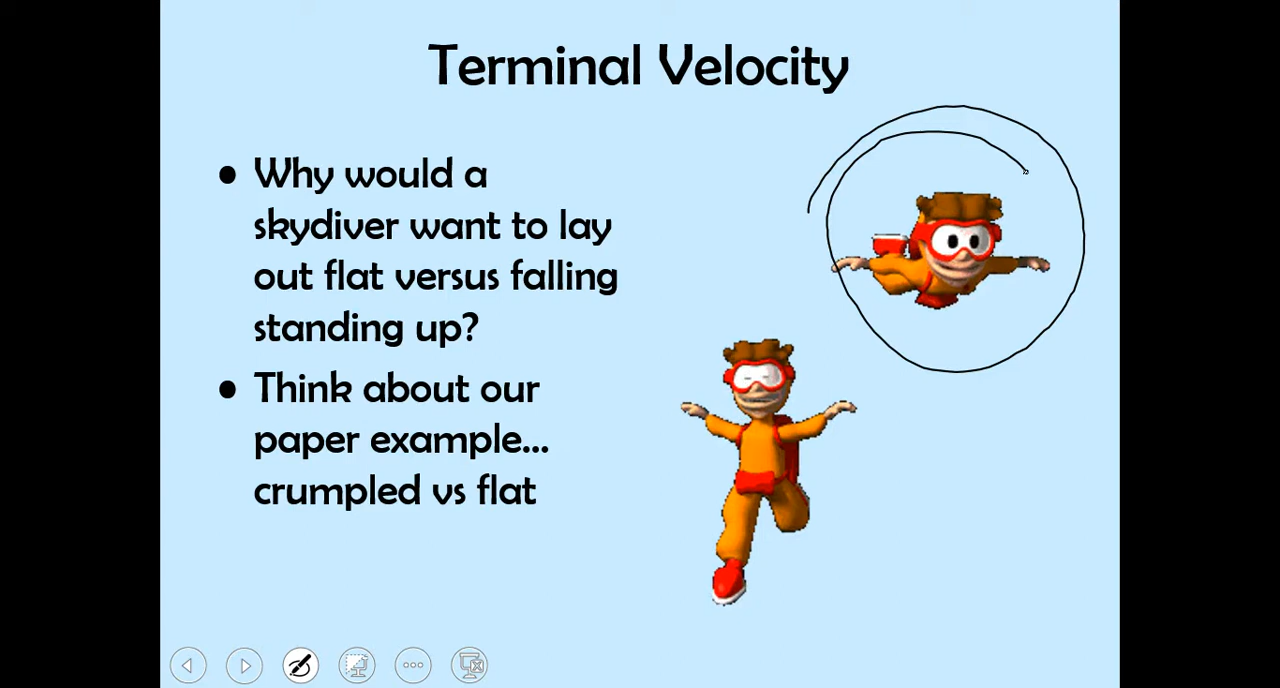 Terminal Velocity
• Why would a
skydiver want to lay
out flat versus falling
standing up?
• Think about our
paper example...
crumpled vs flat